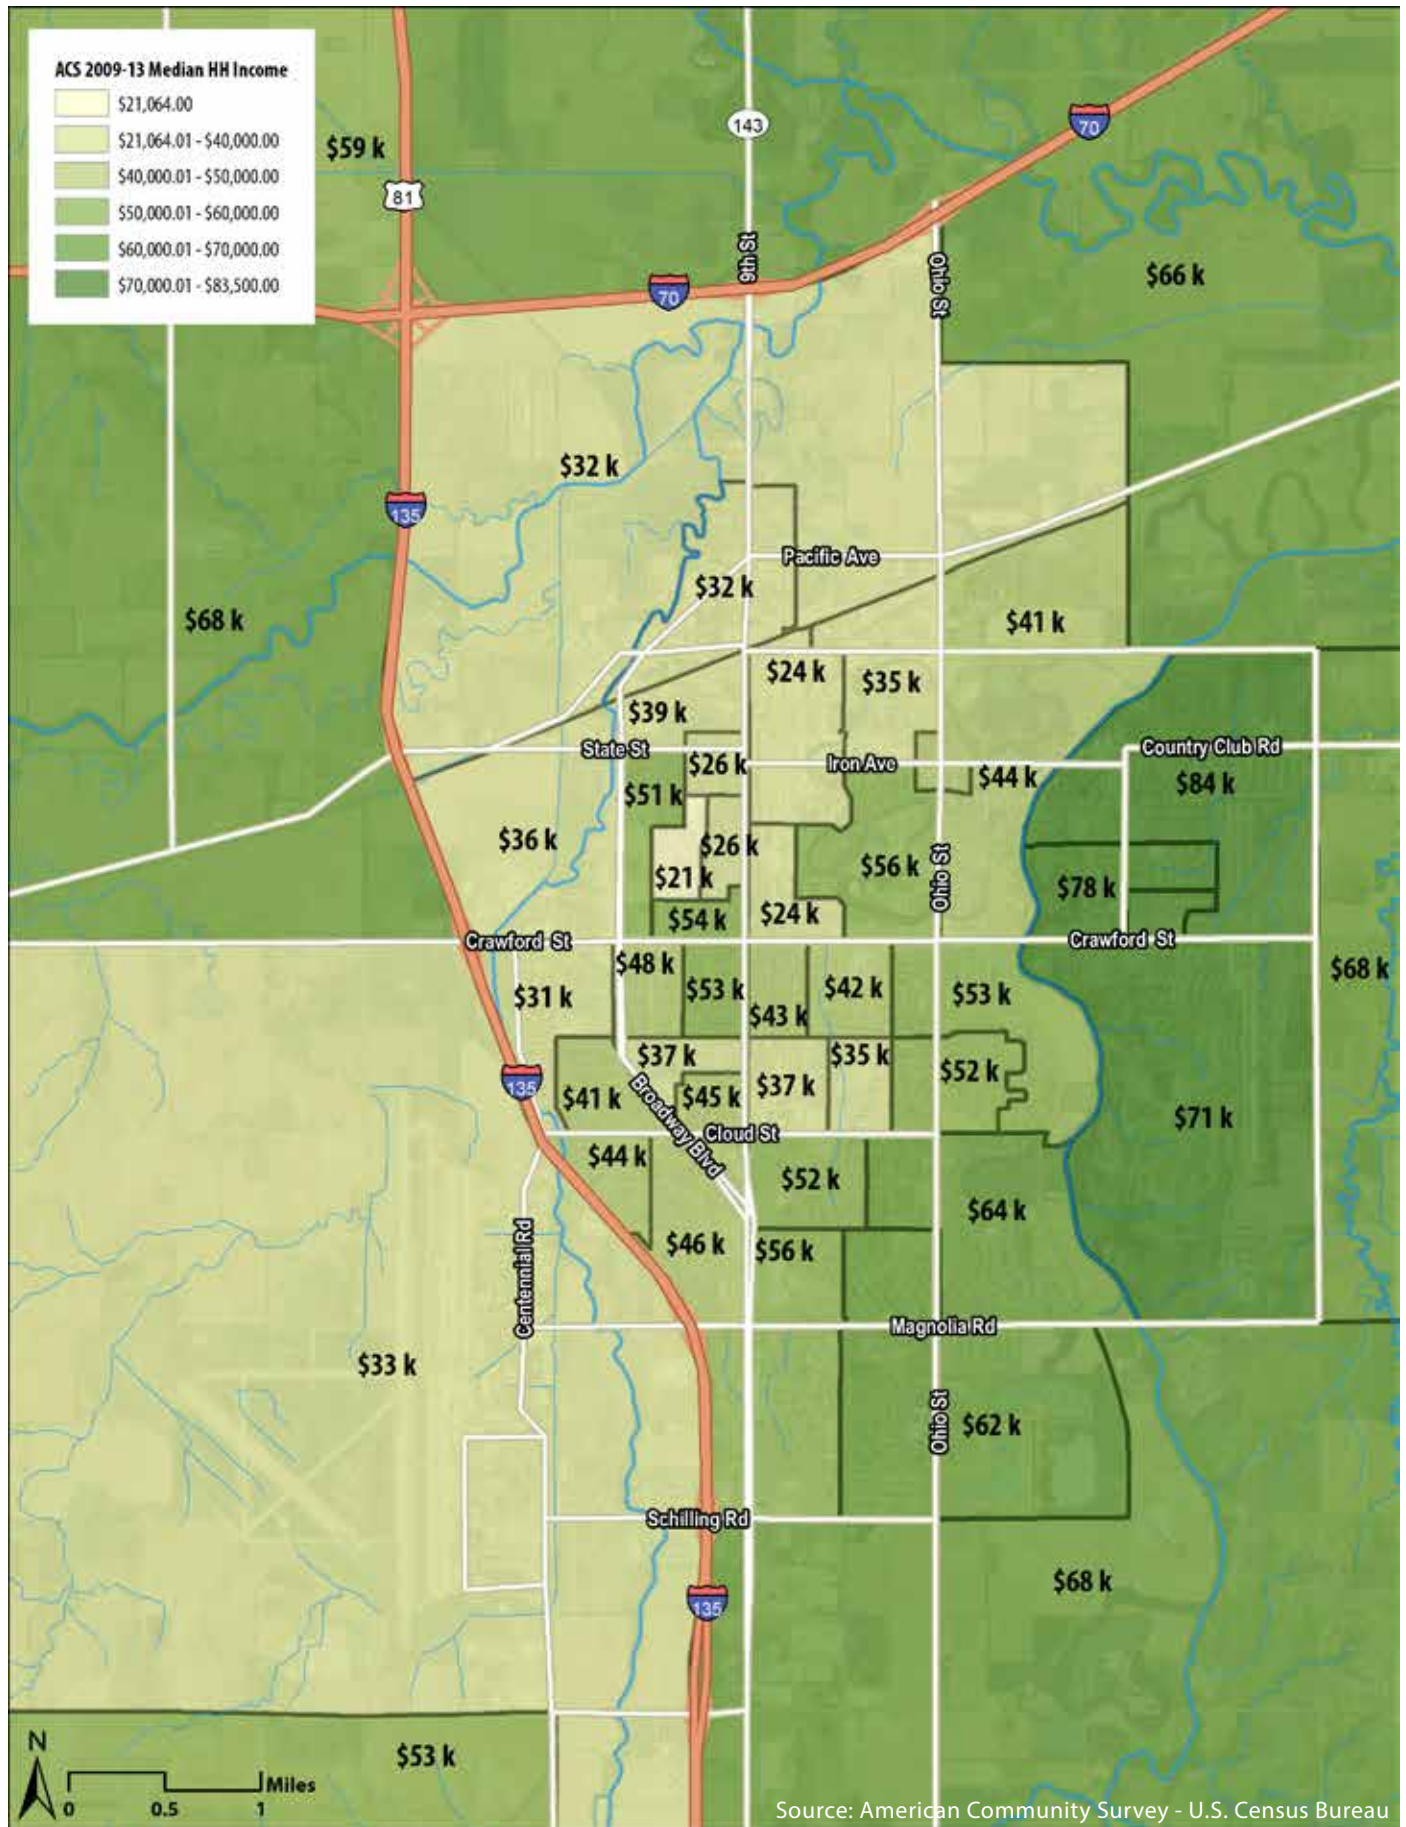 ACS 2009-13 Median HH Income
$21,064.00
$21,064.01 - $40,000.00
$40,000.01 - $50,000.00
$50,000.01 - $60,000.00
$60,000.01 - $70,000.00
$70,000.01 - $83,500.00
143
70
$59 k
81
9th St
Ohio St
$66 k
70
$32 k
135
Pacific Ave
$32 k
$68 k
$41 k
$24 k
$35 k
$39 k
State St
Iron Ave
Country Club Rd
$26 k
$44 k
$84 k
$51 k
$36 k
$26 k
$56 k
Ohio St
$21 k
$78 k
$54 k
$24 k
Crawford St
Crawford St
$48 k
$68 k
$31 k
$53 k
$42 k
$53 k
$43 k
$37 k
$35 k
135
$41 k
Broadway Blvd
$45 k
$37 k
$52 k
$71 k
Cloud St
$44 k
$52 k
$64 k
$46 k
$56 k
Centennial Rd
Magnolia Rd
$33 k
Ohio St
$62 k
Schilling Rd
$68 k
135
N
$53 k
Miles
0 0.5 1
Source: American Community Survey - U.S. Census Bureau